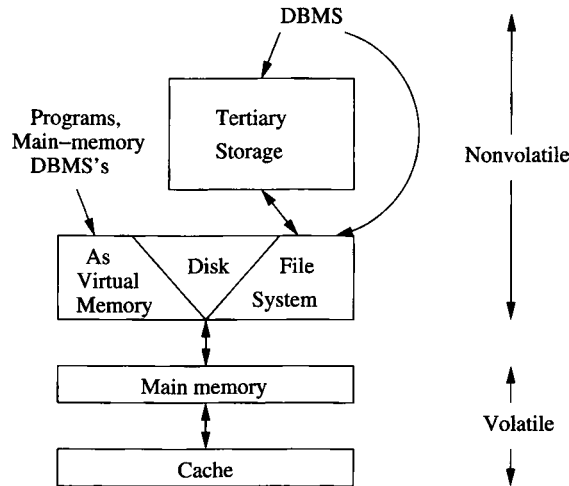 DBMS
Programs,
Main-memory
DBMS's
Tertiary
Storage
Nonvolatile
As
Virtual
Memory
Disk
File
System
Main memory
Volatile
Cache